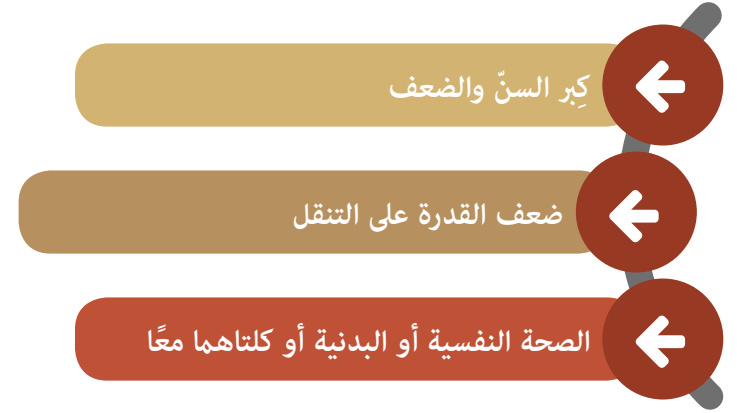 كِبر السنّ والضعف
ضعف القدرة على التنقل
الصحة النفسية أو البدنية أو كلتاهما معًا